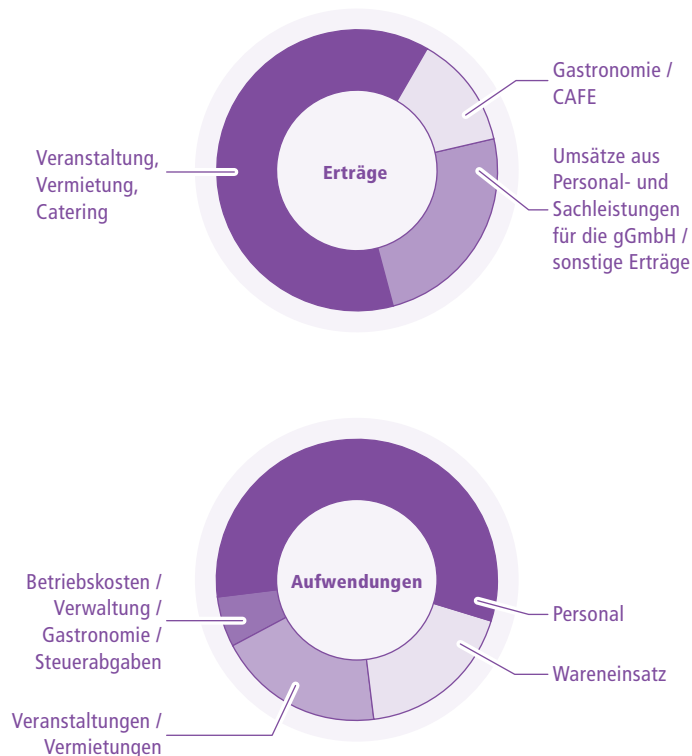 Gastronomie /
CAFE
Veranstaltung,
Vermietung,
Catering
Erträge
Umsätze aus
Personal- und
Sachleistungen
für die gGmbH /
sonstige Erträge
Aufwendungen
Betriebskosten /
Verwaltung /
Gastronomie /
Steuerabgaben
Personal
Wareneinsatz
Veranstaltungen /
Vermietungen